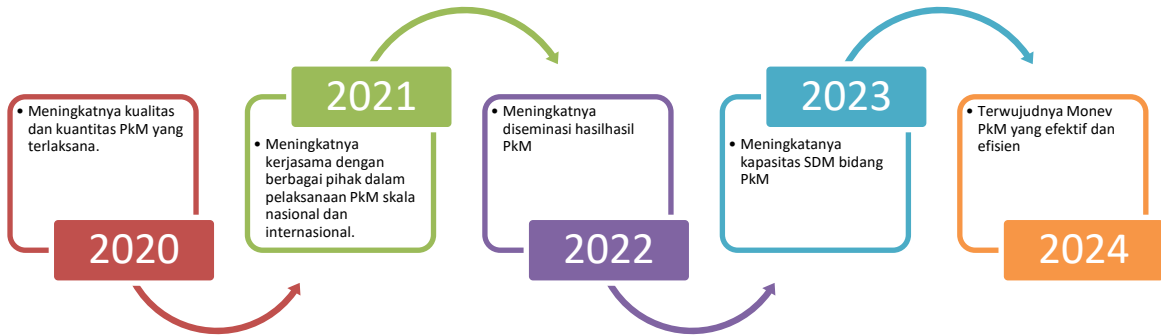 • Meningkatnya kualitas
dan kuantitas PkM yang
terlaksana.
2020
2021
• Meningkatnya
kerjasama dengan
berbagai pihak dalam
pelaksanaan PkM skala
nasional dan
internasional.
• Meningkatnya
diseminasi hasilhasil
PkM
2022
2023
• Meningkatanya
kapasitas SDM bidang
PkM
• Terwujudnya Monev
PkM yang efektif dan
efisien
2024